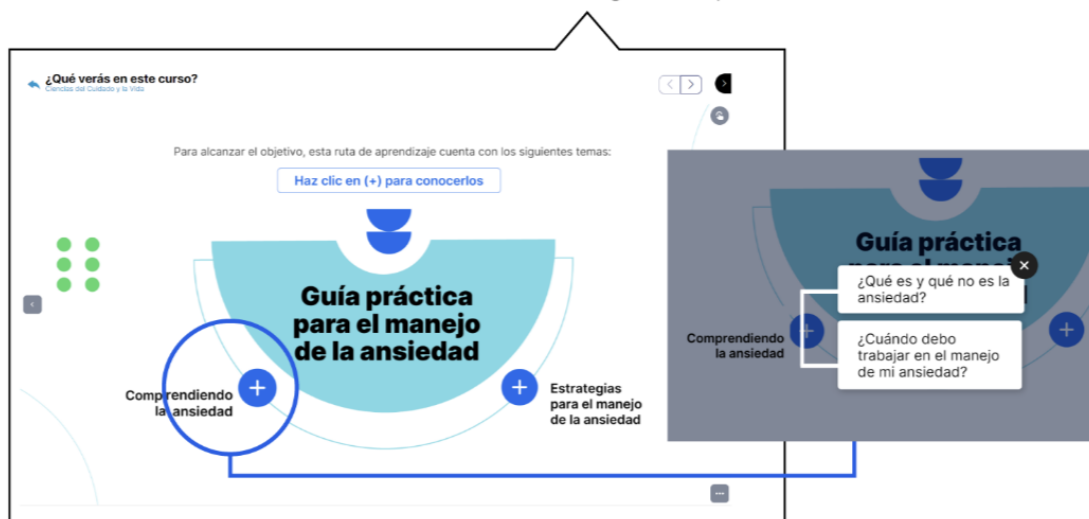 ¿Qué verás en este curso?
Ciencias del Cuidado y la Vida
Para alcanzar el objetivo, esta ruta de aprendizaje cuenta con los siguientes temas:
Haz clic en (+) para conocerlos
Guía práctica
para el manejo
de la ansiedad
Comprendiendo
la ansiedad
Estrategias
para el manejo
de la ansiedad
Guía práctica
¿Qué es y qué no es la
ansiedad?
¿Cuándo debo
trabajar en el manejo
de mi ansiedad?
Comprendiendo
la ansiedad